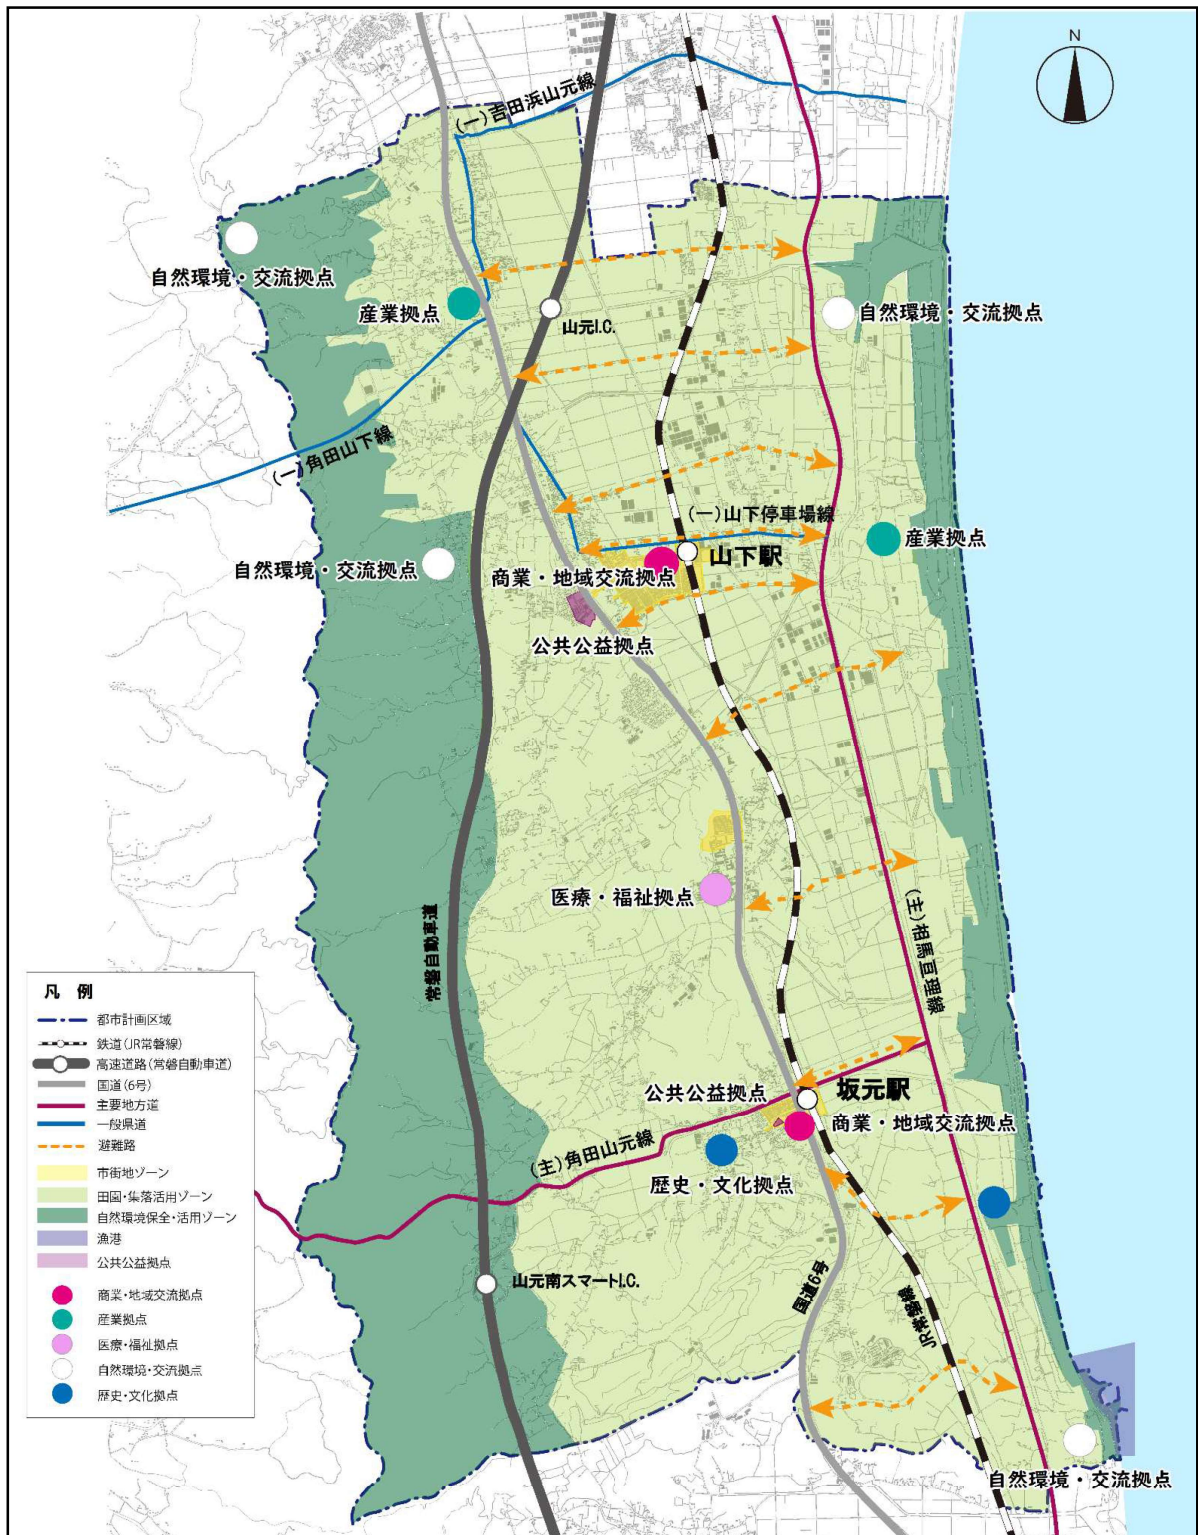 N
(一)吉田浜山元線
自然環境・交流拠点
産業拠点
山元I.C.
自然環境・交流拠点
(一)角田山下線
(一)山下停車場線
産業拠点
山下駅
自然環境・交流拠点
商業・地域交流拠点
公共公益拠点
医療・福祉拠点
常磐自動車道
(主)相馬亘理線
公共公益拠点
坂元駅
商業・地域交流拠点
(主)角田山元線
歴史・文化拠点
山元南スマートI.C.
国道6号
JR常磐線
自然環境・交流拠点
凡 例
都市計画区域
鉄道(JR常磐線)
高速道路(常磐自動車道)
国道(6号)
主要地方道
一般県道
避難路
市街地ゾーン
田園・集落活用ゾーン
自然環境保全・活用ゾーン
漁港
公共公益拠点
商業・地域交流拠点
産業拠点
医療・福祉拠点
自然環境・交流拠点
歴史・文化拠点